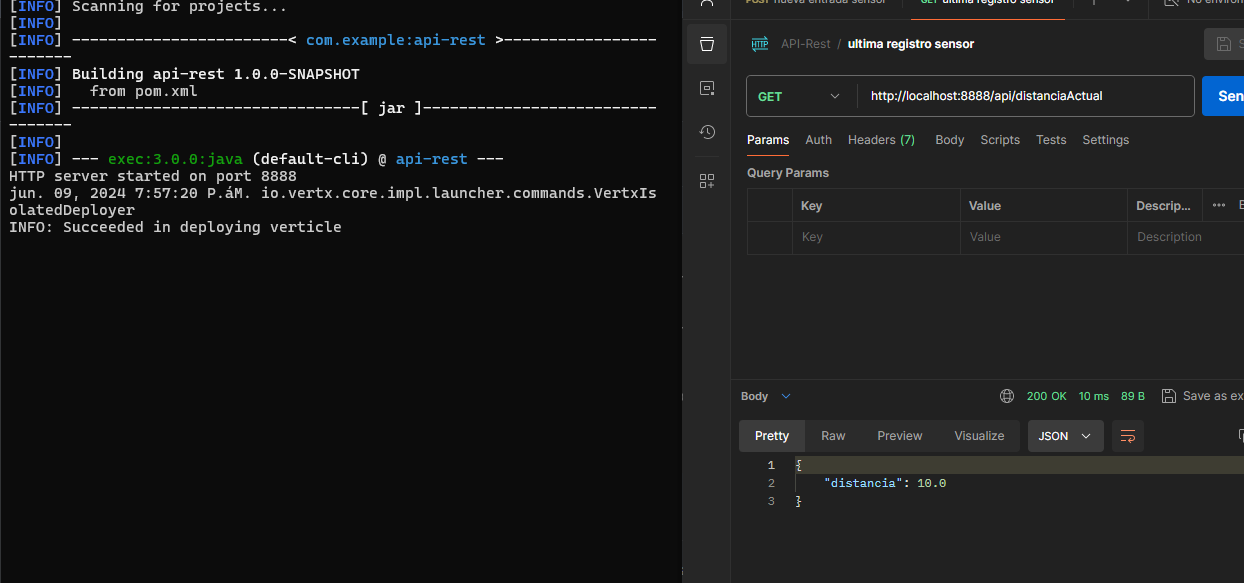 [INFO] Scanning for projects...
[INFO]
[INFO] ------------------------< com.example:api-rest >-----------------
-------
[INFO] Building api-rest 1.0.0-SNAPSHOT
[INFO]   from pom.xml
[INFO] --------------------------------[ jar ]--------------------------
-------
[INFO]
[INFO] --- exec:3.0.0:java (default-cli) @ api-rest ---
HTTP server started on port 8888
jun. 09, 2024 7:57:20 P.áM. io.vertx.core.impl.launcher.commands.VertxIs
olatedDeployer
INFO: Succeeded in deploying verticle
POST nueva entrada sensor
GET ultima registro sensor
No environ
HTTP API-Rest / ultima registro sensor
S
GET http://localhost:8888/api/distanciaActual
Sen
Params Auth Headers (7) Body Scripts Tests Settings
Query Params
Key Value Descrip... ···
Key Value Description
Body 200 OK 10 ms 89 B Save as ex
Pretty Raw Preview Visualize JSON
1 {
2 "distancia": 10.0
3 }